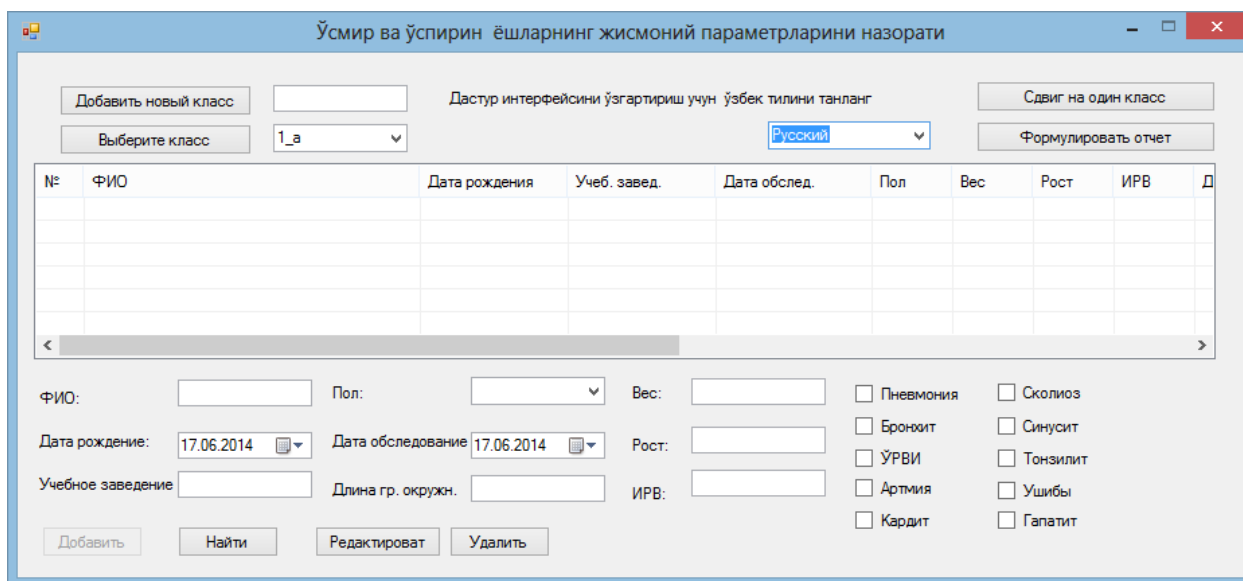 Ўсмир ва ўспирин ёшларнинг жисмоний параметрларини назорати
Добавить новый класс Дастур интерфейсини ўзгартириш учун ўзбек тилини танланг Сдвиг на один класс
Выберите класс 1_а Русский Формулировать отчет
№ ФИО Дата рождения Учеб. завед. Дата обслед. Пол Вес Рост ИРВ Д
ФИО: Пол: Вес: Пневмония Сколиоз
Бронхит Синусит
Дата рождение: 17.06.2014 Дата обследование 17.06.2014 Рост:
ЎРВИ Тонзилит
Учебное заведение Длина гр. окружн. ИРВ: Артмия Ушибы
Кардит Гапатит
Добавить Найти Редактироват Удалить